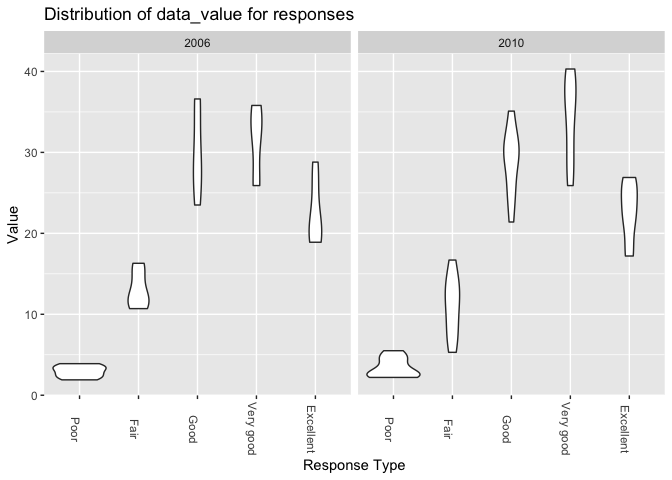 Distribution of data_value for responses
2006
2010
Value
40
30
20
10
0
Poor
Fair
Good
Very good
Excellent
Poor
Fair
Good
Very good
Excellent
Response Type